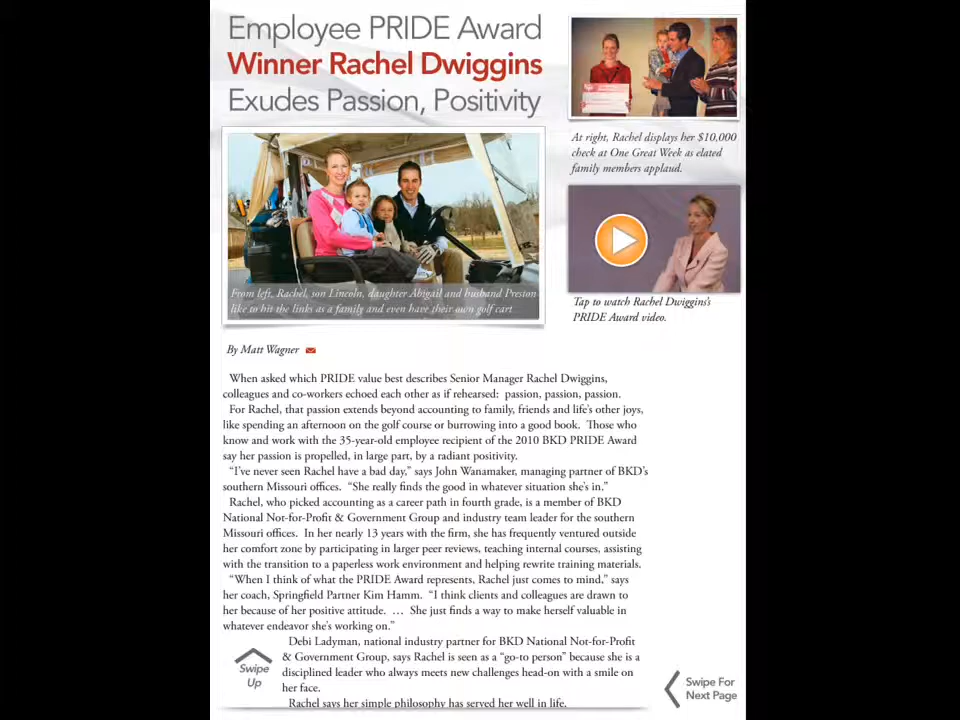 Employee PRIDE Award
Winner Rachel Dwiggins
Exudes Passion, Positivity
From left, Rachel, son Lincoln, daughter Abigail and husband Preston
like to hit the links as a family and even have their own golf cart.
At right, Rachel displays her $10,000
check at One Great Week as elated
family members applaud.
Tap to watch Rachel Dwiggins's
PRIDE Award video.
By Matt Wagner
When asked which PRIDE value best describes Senior Manager Rachel Dwiggins,
colleagues and co-workers echoed each other as if rehearsed: passion, passion, passion.
For Rachel, that passion extends beyond accounting to family, friends and life's other joys,
like spending an afternoon on the golf course or burrowing into a good book. Those who
know and work with the 35-year-old employee recipient of the 2010 BKD PRIDE Award
say her passion is propelled, in large part, by a radiant positivity.
“I've never seen Rachel have a bad day,” says John Wanamaker, managing partner of BKD's
southern Missouri offices. “She really finds the good in whatever situation she's in.”
Rachel, who picked accounting as a career path in fourth grade, is a member of BKD
National Not-for-Profit & Government Group and industry team leader for the southern
Missouri offices. In her nearly 13 years with the firm, she has frequently ventured outside
her comfort zone by participating in larger peer reviews, teaching internal courses, assisting
with the transition to a paperless work environment and helping rewrite training materials.
“When I think of what the PRIDE Award represents, Rachel just comes to mind,” says
her coach, Springfield Partner Kim Hamm. “I think clients and colleagues are drawn to
her because of her positive attitude. … She just finds a way to make herself valuable in
whatever endeavor she's working on.”
Debi Ladyman, national industry partner for BKD National Not-for-Profit
& Government Group, says Rachel is seen as a “go-to person” because she is a
disciplined leader who always meets new challenges head-on with a smile on
her face.
Rachel says her simple philosophy has served her well in life.
Swipe
Up
Swipe For
Next Page